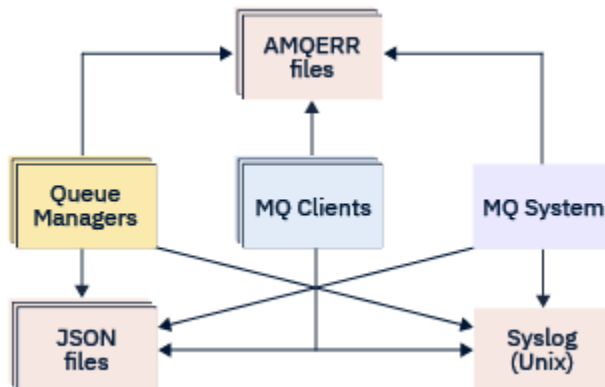 AMQERR
files
Queue
Managers
MQ Clients
MQ System
JSON
files
Syslog
(Unix)